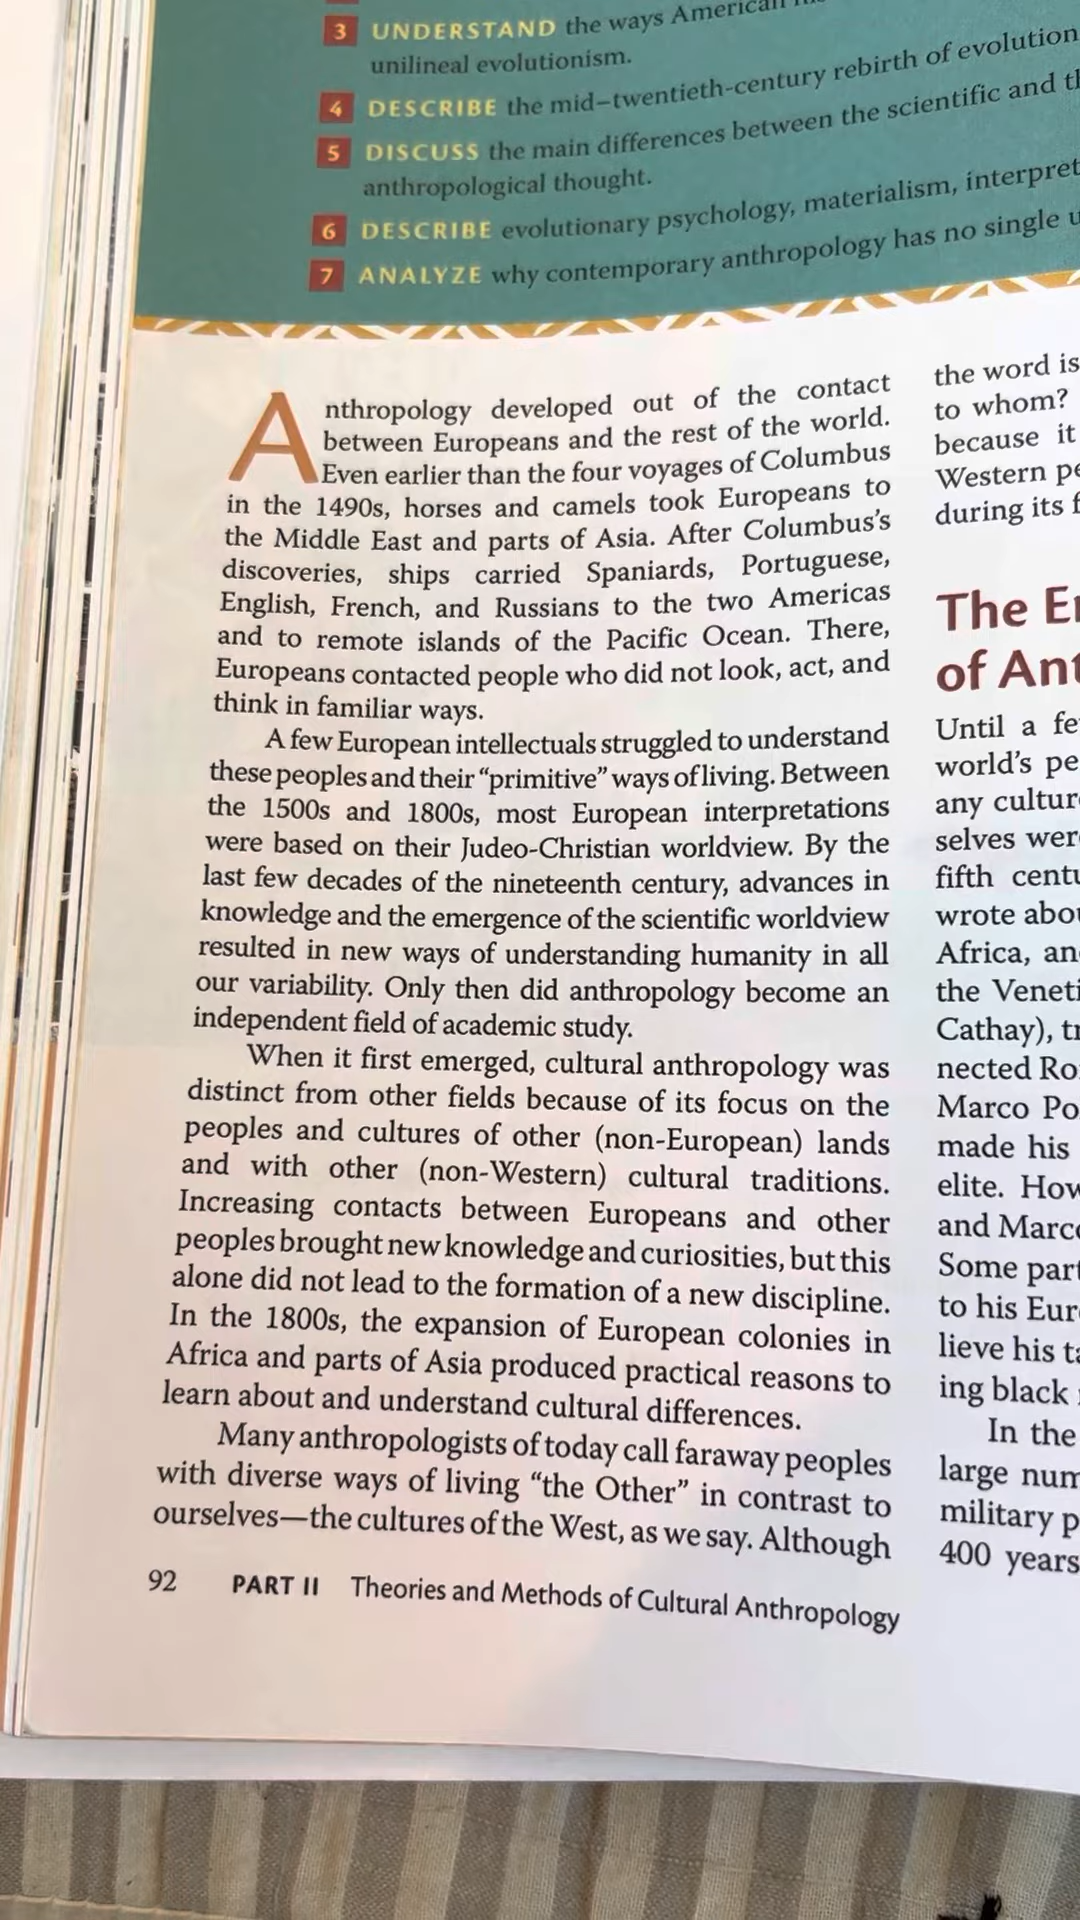 3 UNDERSTAND the ways American
unilineal evolutionism.
4 DESCRIBE the mid–twentieth-century rebirth of evolution
5 DISCUSS the main differences between the scientific and
anthropological thought.
6 DESCRIBE evolutionary psychology, materialism, interpret
7 ANALYZE why contemporary anthropology has no single
Anthropology developed out of the contact
between Europeans and the rest of the world.
Even earlier than the four voyages of Columbus
in the 1490s, horses and camels took Europeans to
the Middle East and parts of Asia. After Columbus's
discoveries, ships carried Spaniards, Portuguese,
English, French, and Russians to the two Americas
and to remote islands of the Pacific Ocean. There,
Europeans contacted people who did not look, act, and
think in familiar ways.
A few European intellectuals struggled to understand
these peoples and their "primitive" ways of living. Between
the 1500s and 1800s, most European interpretations
were based on their Judeo-Christian worldview. By the
last few decades of the nineteenth century, advances in
knowledge and the emergence of the scientific worldview
resulted in new ways of understanding humanity in all
our variability. Only then did anthropology become an
independent field of academic study.
When it first emerged, cultural anthropology was
distinct from other fields because of its focus on the
peoples and cultures of other (non-European) lands
and with other (non-Western) cultural traditions.
Increasing contacts between Europeans and other
peoples brought new knowledge and curiosities, but this
alone did not lead to the formation of a new discipline.
In the 1800s, the expansion of European colonies in
Africa and parts of Asia produced practical reasons to
learn about and understand cultural differences.
Many anthropologists of today call faraway peoples
with diverse ways of living "the Other" in contrast to
ourselves—the cultures of the West, as we say. Although
the word is
to whom?
because it
Western pe
during its f
The E
of Ant
Until a fe
world's pe
any cultur
selves wer
fifth centu
wrote abou
Africa, an
the Veneti
Cathay), tr
nected Ro
Marco Po
made his
elite. How
and Marc
Some part
to his Eur
lieve his ta
ing black
In the
large num
military p
400 years
92 PART II Theories and Methods of Cultural Anthropology